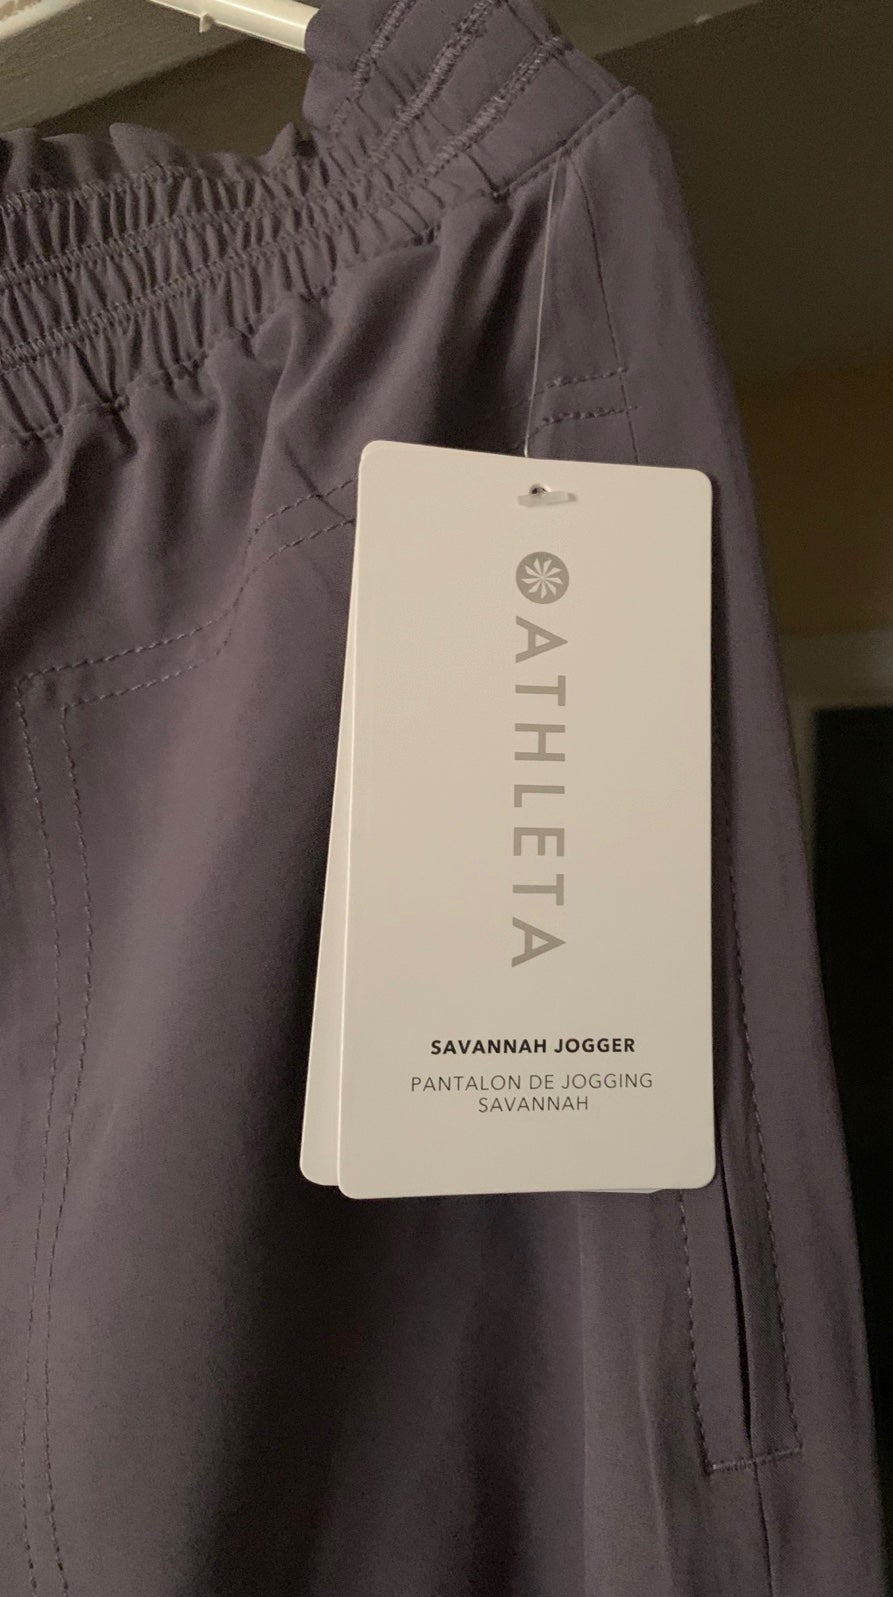 ATHLETA
SAVANNAH JOGGER
PANTALON DE JOGGING
SAVANNAH